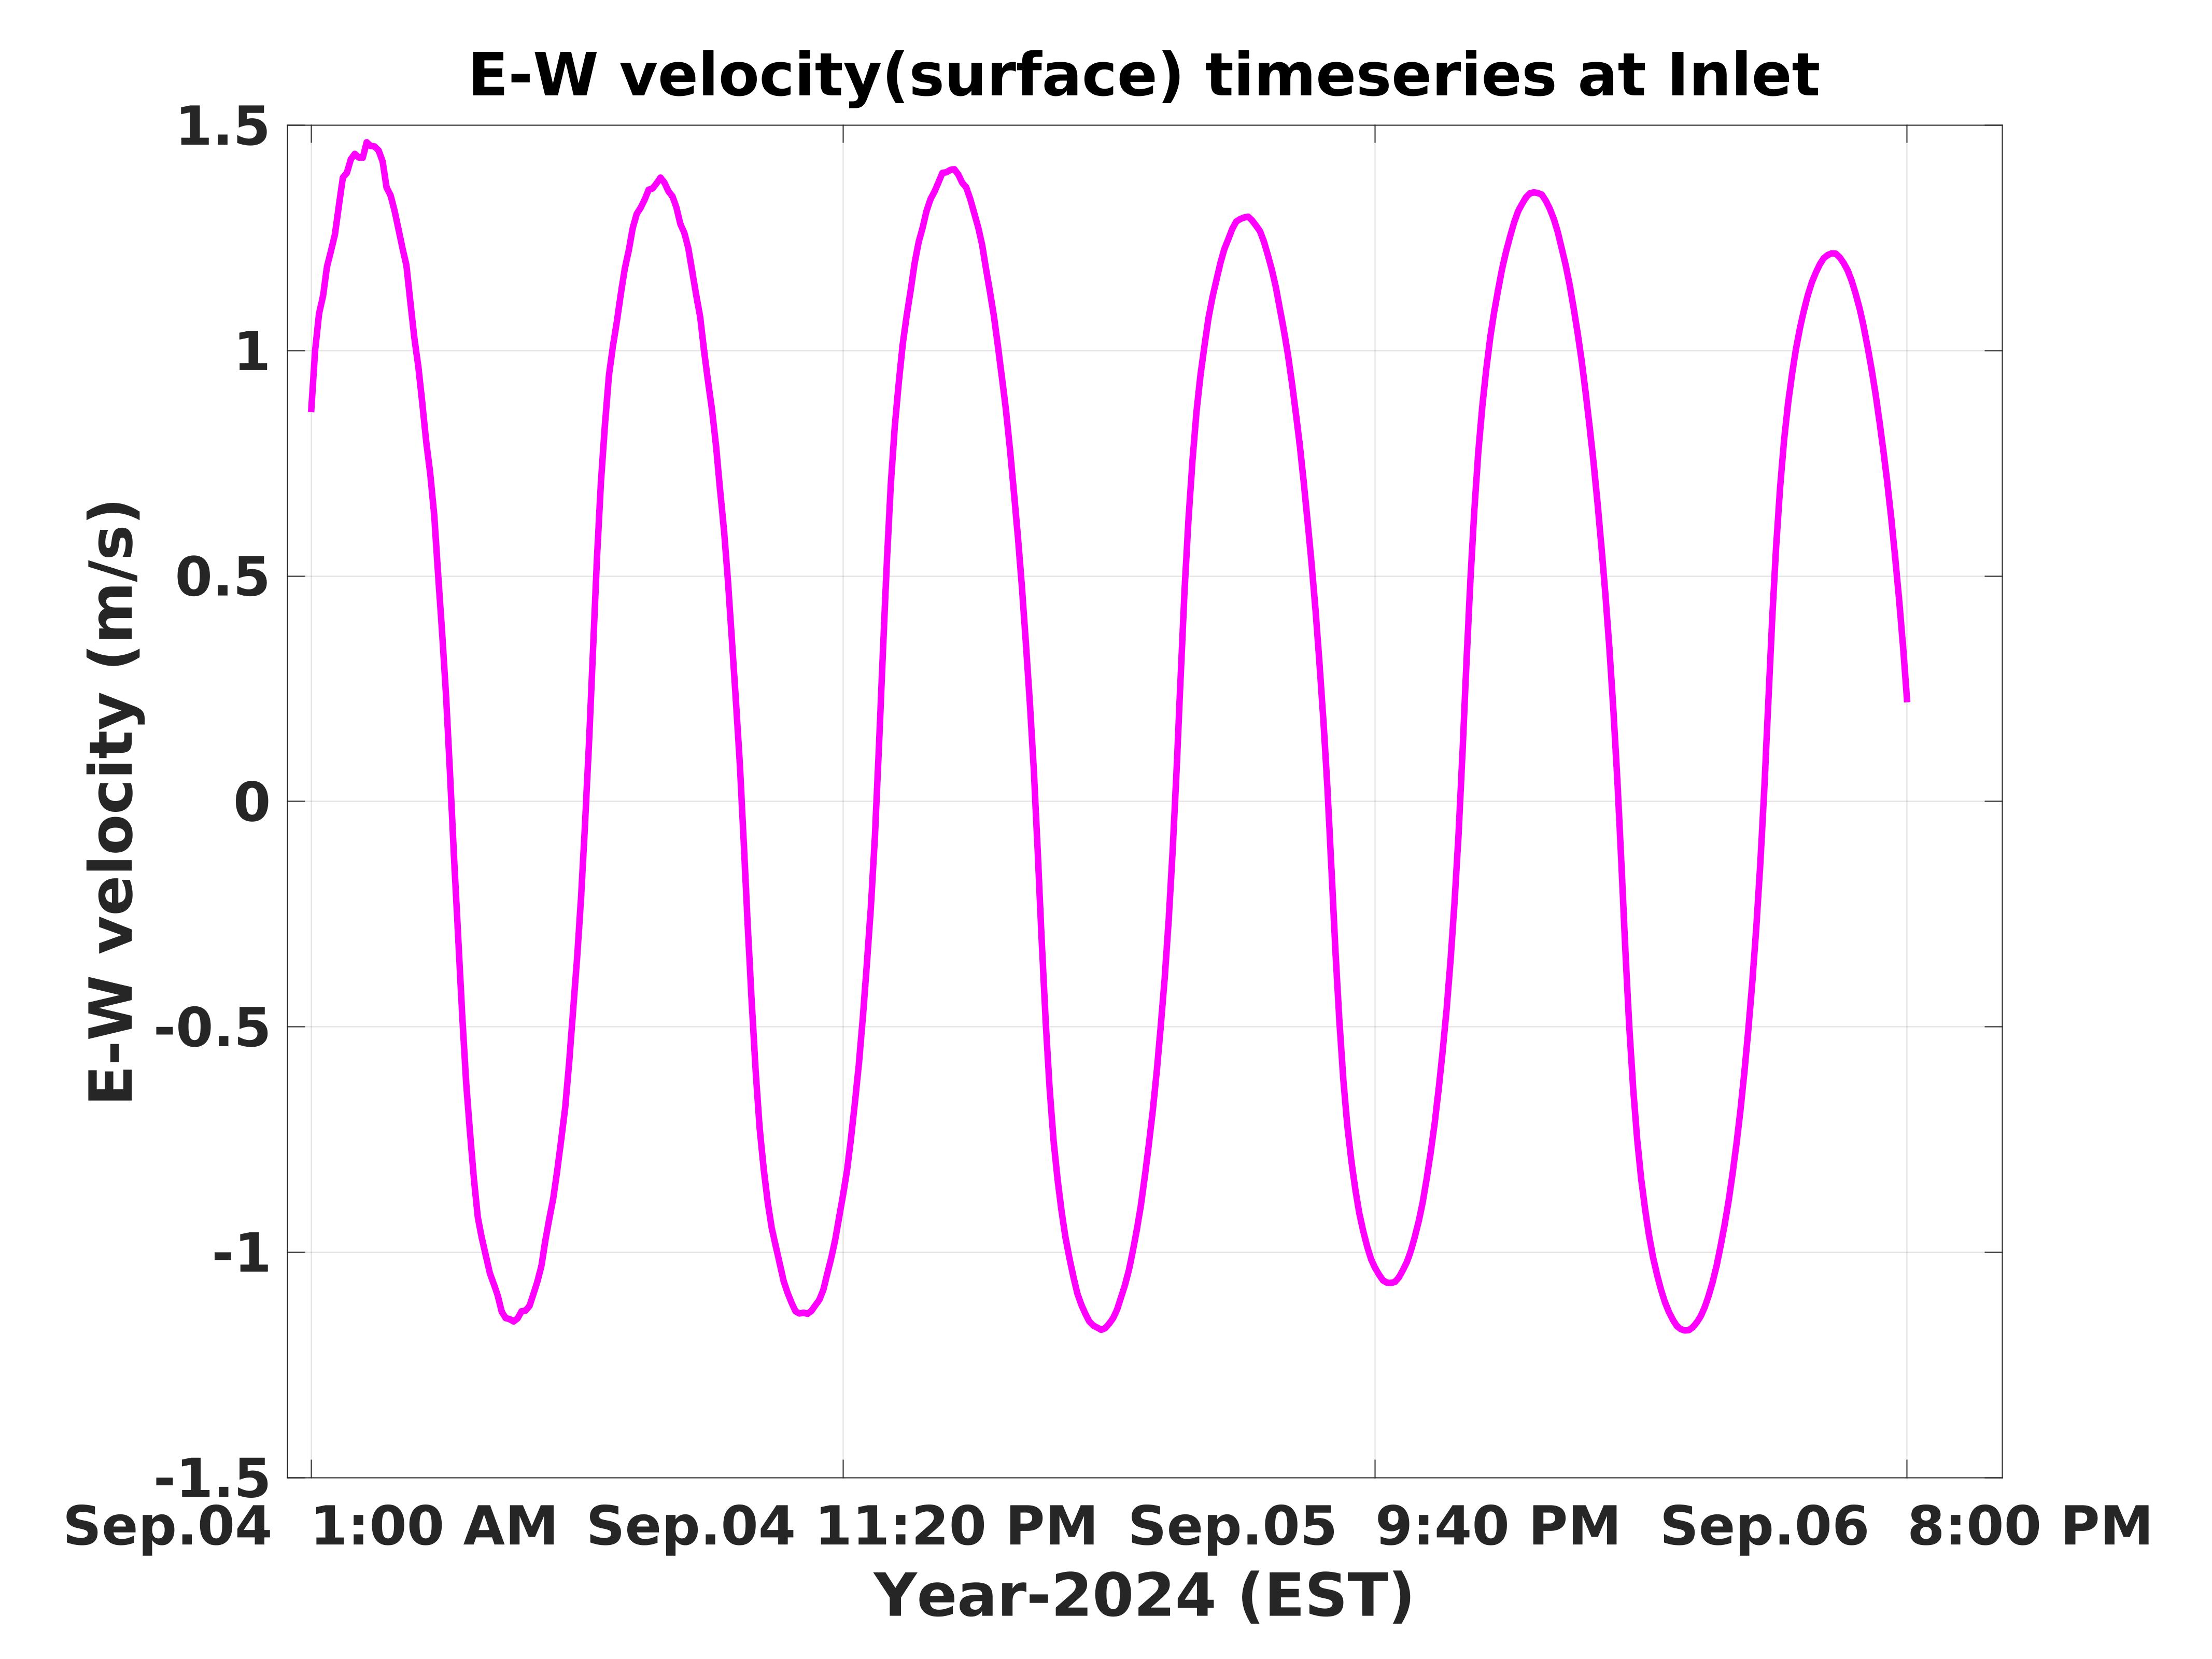 E-W velocity(surface) timeseries at Inlet
1.5
1
0.5
0
-0.5
-1
-1.5
E-W velocity (m/s)
Sep.04 1:00 AM Sep.04 11:20 PM Sep.05 9:40 PM Sep.06 8:00 PM
Year-2024 (EST)